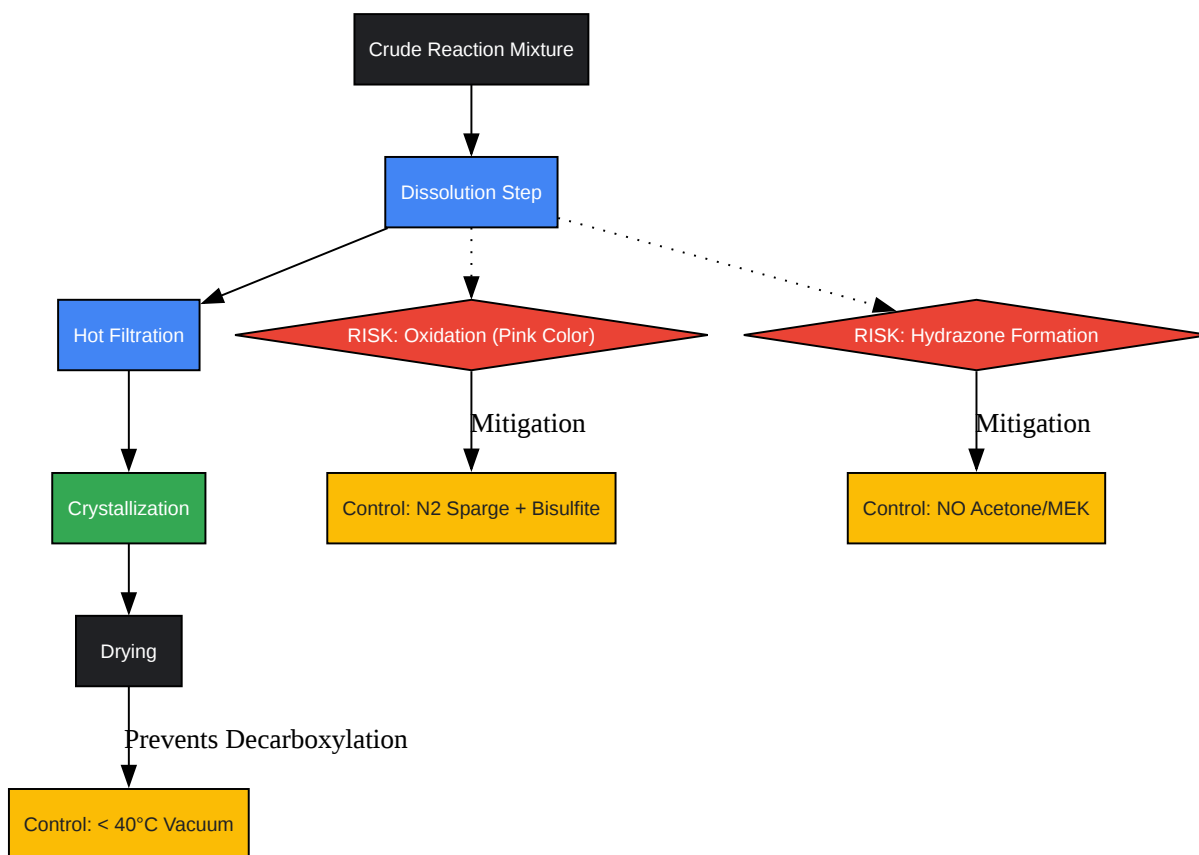 Crude Reaction Mixture
Dissolution Step
Hot Filtration
RISK: Oxidation (Pink Color)
RISK: Hydrazone Formation
Mitigation
Mitigation
Crystallization
Control: N2 Sparge + Bisulfite
Control: NO Acetone/MEK
Drying
Prevents Decarboxylation
Control: < 40°C Vacuum